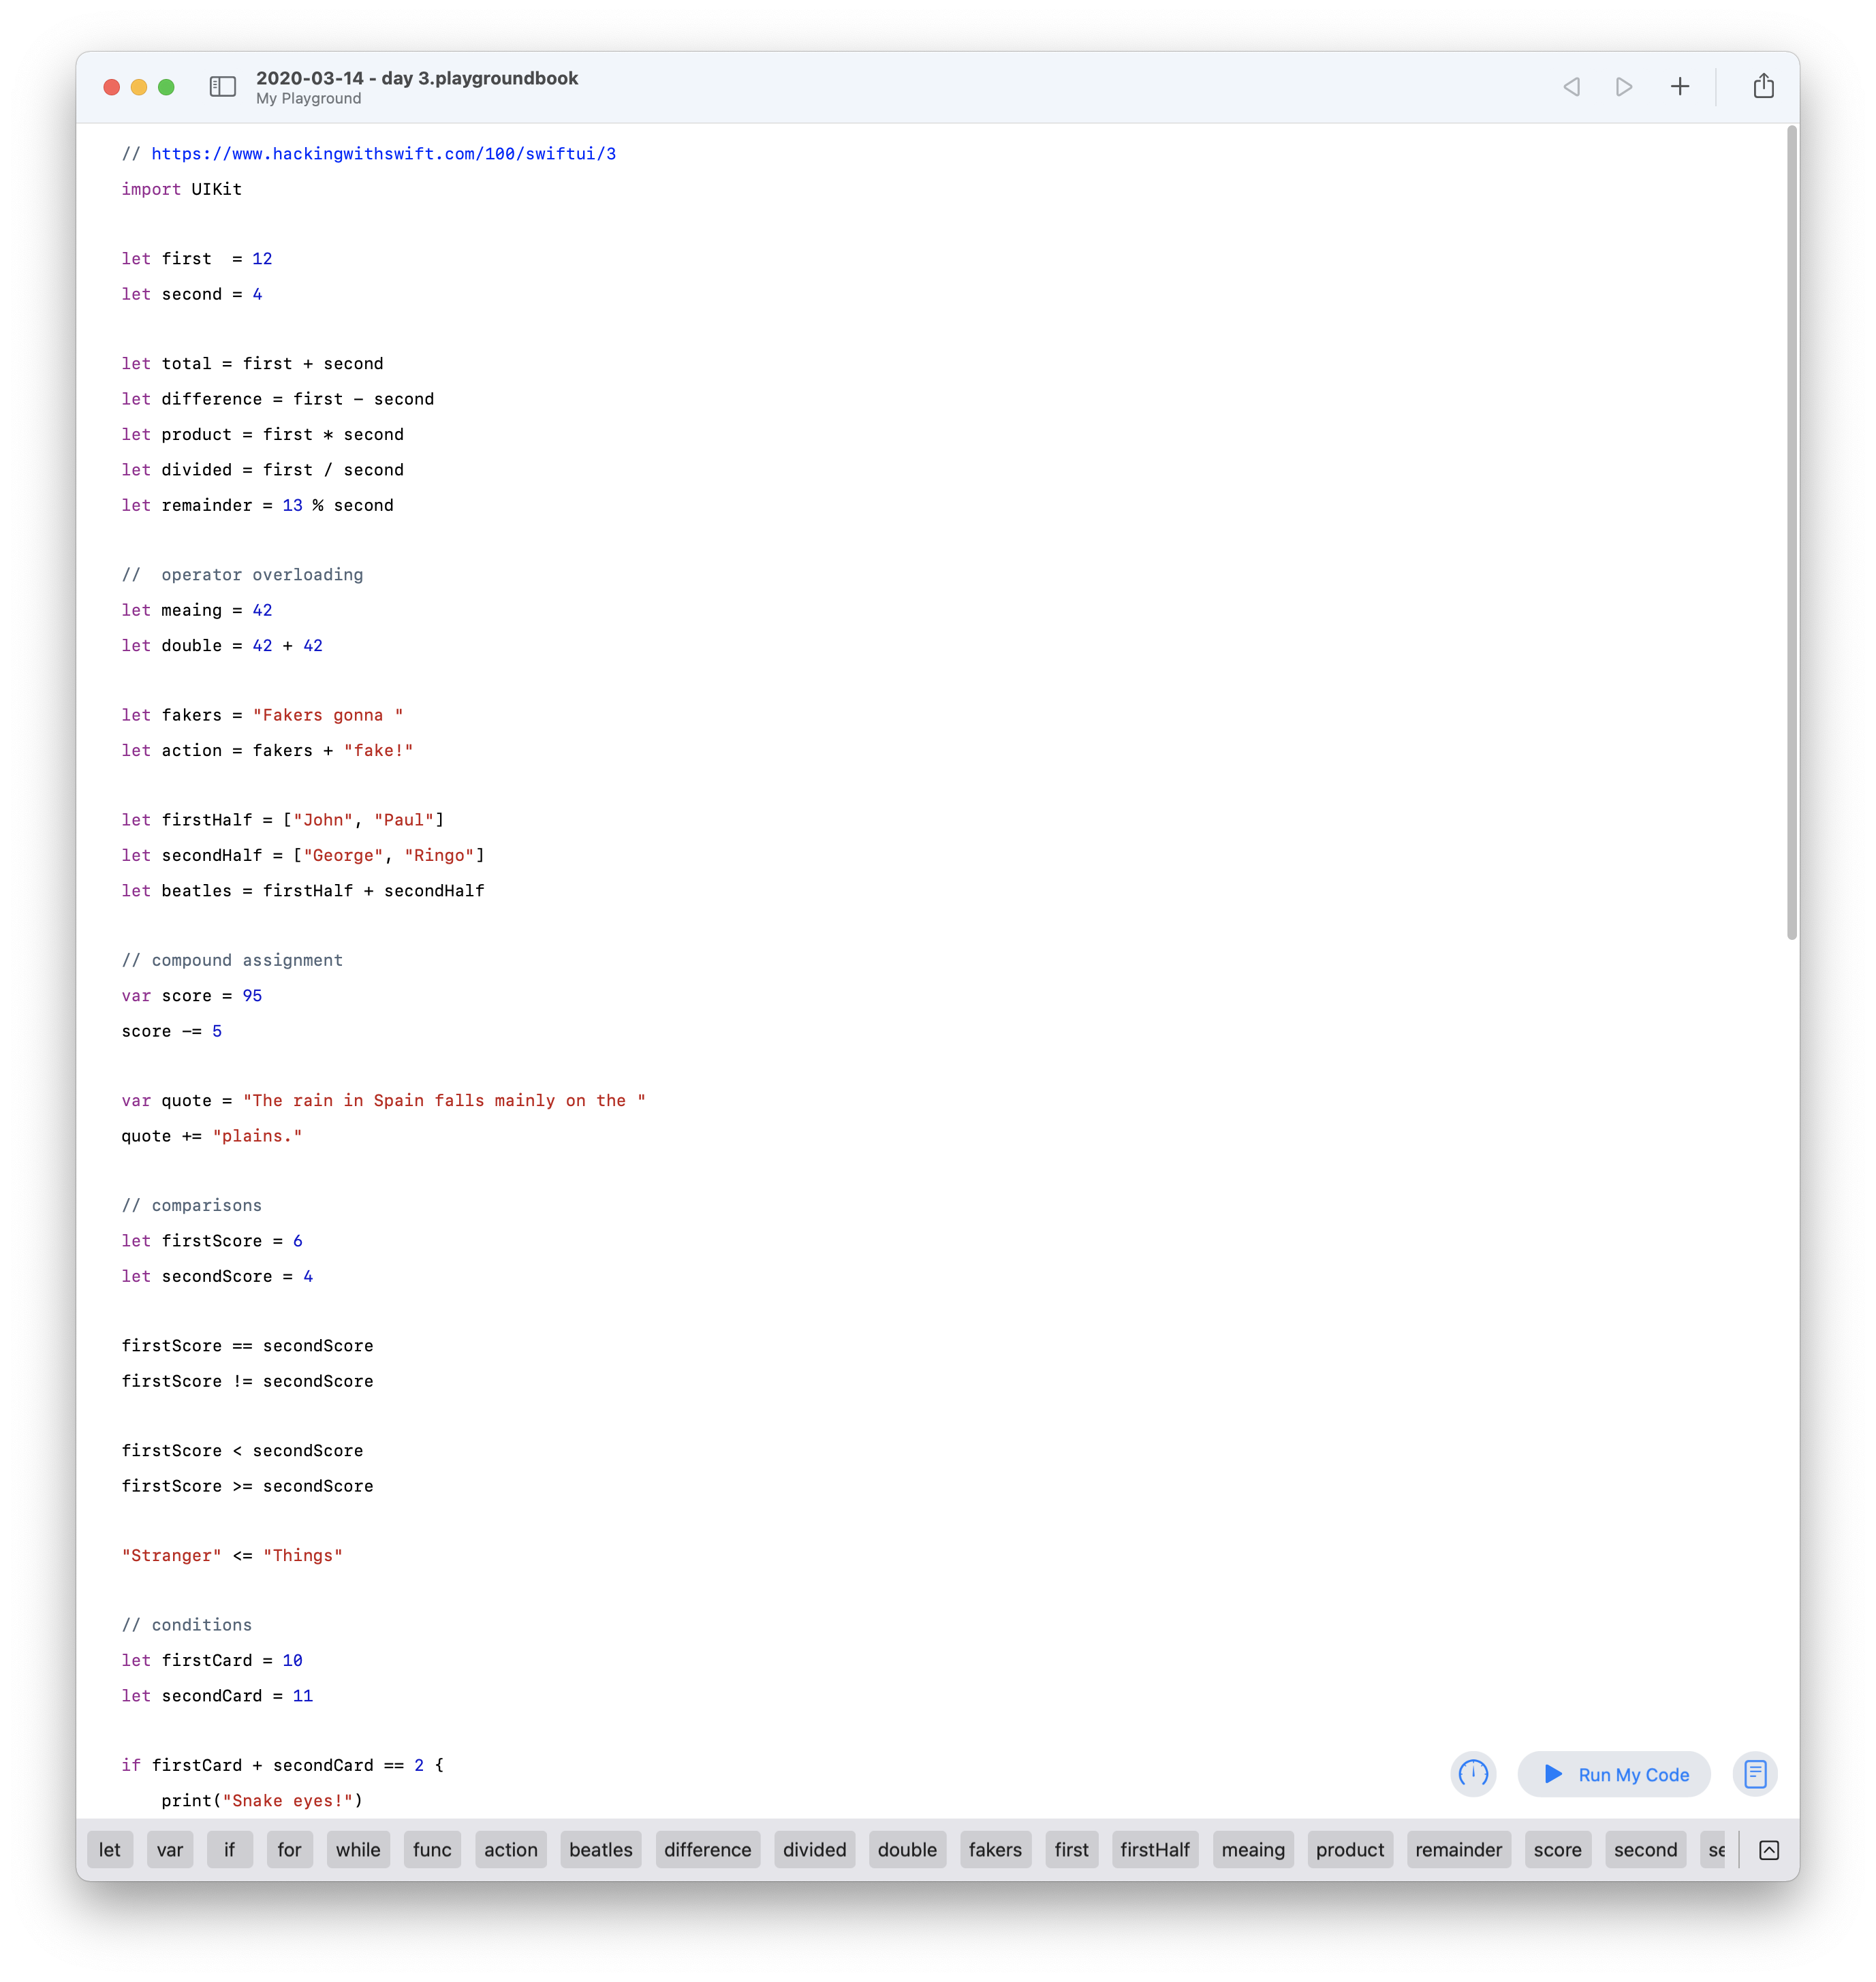 2020-03-14 - day 3.playgroundbook
My Playground
// https://www.hackingwithswift.com/100/swiftui/3
import UIKit
let first  = 12
let second = 4
let total = first + second
let difference = first - second
let product = first * second
let divided = first / second
let remainder = 13 % second
//  operator overloading
let meaing = 42
let double = 42 + 42
let fakers = "Fakers gonna "
let action = fakers + "fake!"
let firstHalf = ["John", "Paul"]
let secondHalf = ["George", "Ringo"]
let beatles = firstHalf + secondHalf
// compound assignment
var score = 95
score -= 5
var quote = "The rain in Spain falls mainly on the "
quote += "plains."
// comparisons
let firstScore = 6
let secondScore = 4
firstScore == secondScore
firstScore != secondScore
firstScore < secondScore
firstScore >= secondScore
"Stranger" <= "Things"
// conditions
let firstCard = 10
let secondCard = 11
if firstCard + secondCard == 2 {
    print("Snake eyes!")
Run My Code
let var if for while func action beatles difference divided double fakers first firstHalf meaing product remainder score second se